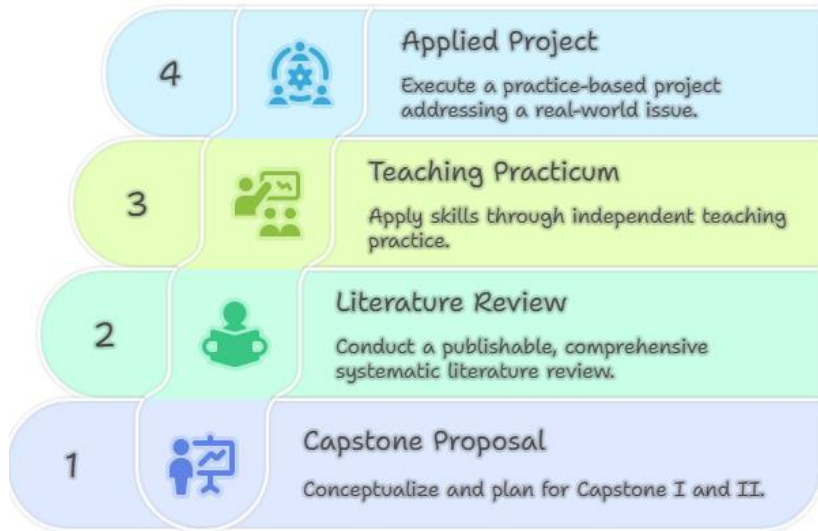 4
Applied Project
Execute a practice-based project
addressing a real-world issue.
3
Teaching Practicum
Apply skills through independent teaching
practice.
2
Literature Review
Conduct a publishable, comprehensive
systematic literature review.
1
Capstone Proposal
Conceptualize and plan for Capstone I and II.